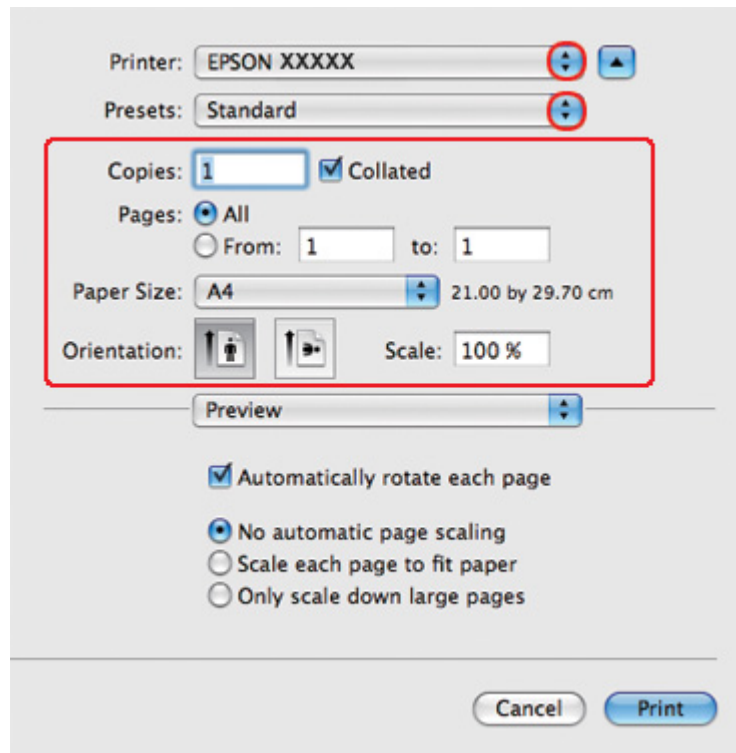 Printer: EPSON XXXXX
Presets: Standard
Copies: 1 Collated
Pages: All
From: 1 to: 1
Paper Size: A4 21.00 by 29.70 cm
Orientation: Scale: 100 %
Preview
Automatically rotate each page
No automatic page scaling
Scale each page to fit paper
Only scale down large pages
Cancel Print